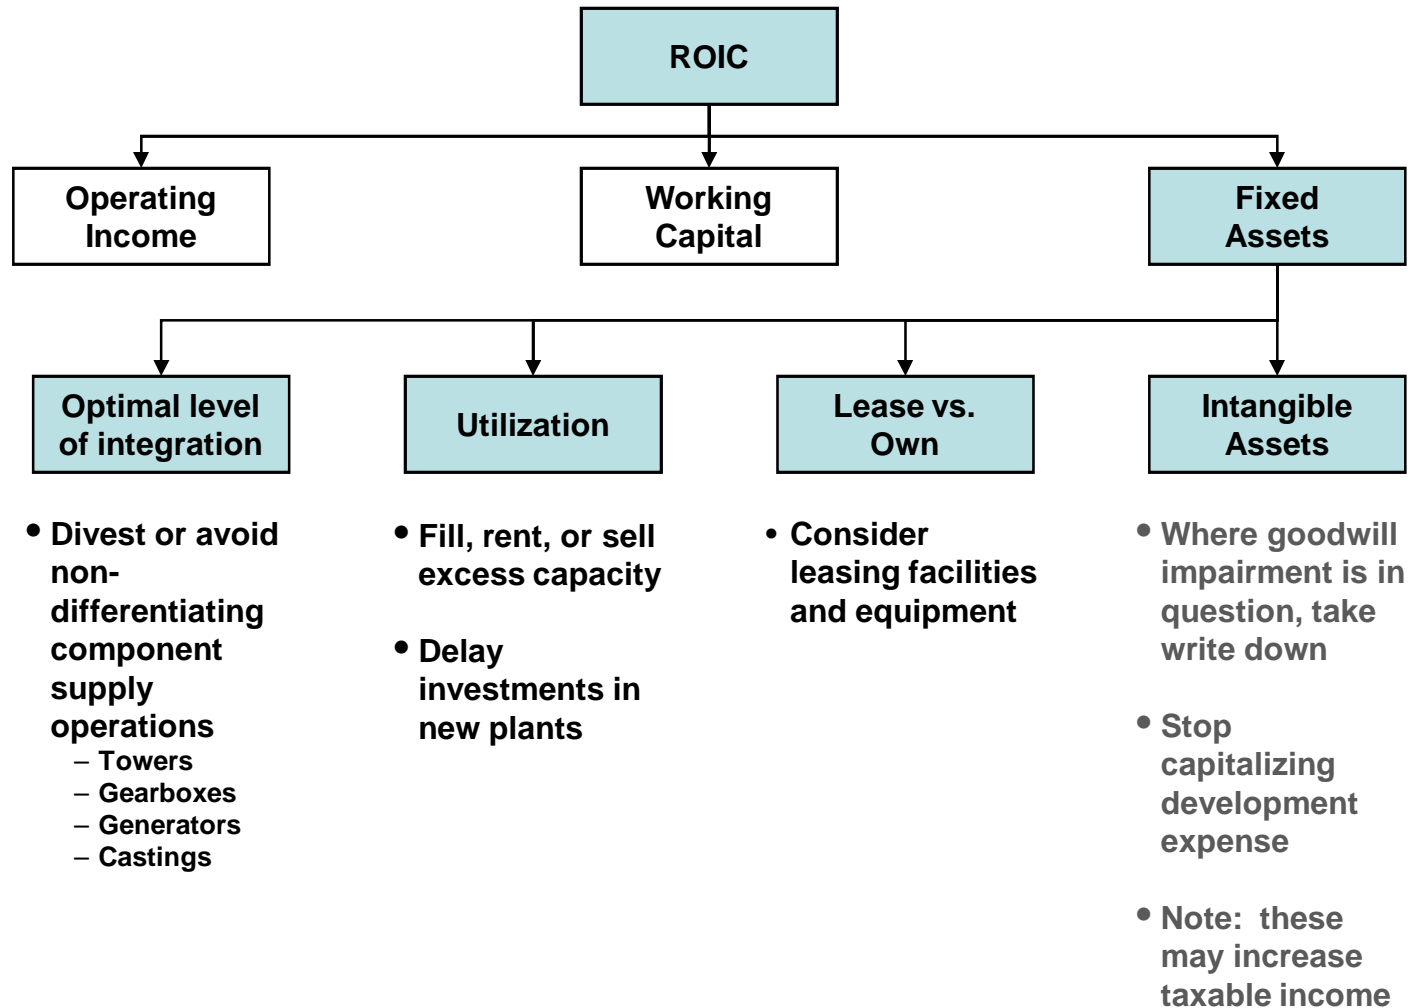 ROIC
Operating
Income
Working
Capital
Fixed
Assets
Optimal level
of integration
Utilization
Lease vs.
Own
Intangible
Assets
• Divest or avoid
non-
differentiating
component
supply
operations
– Towers
– Gearboxes
– Generators
– Castings
• Fill, rent, or sell
excess capacity
• Delay
investments in
new plants
• Consider
leasing facilities
and equipment
• Where goodwill
impairment is in
question, take
write down
• Stop
capitalizing
development
expense
• Note: these
may increase
taxable income